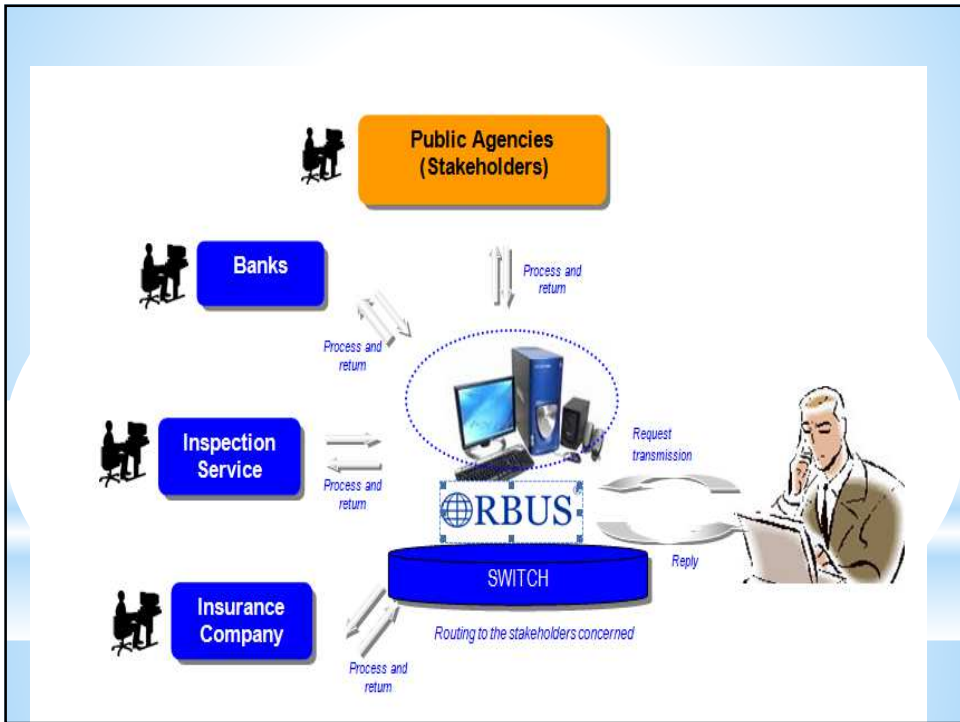 Public Agencies
(Stakeholders)
Banks
Process and
return
Process and
return
Inspection
Service
Process and
return
Request
transmission
ORBUS
Reply
SWITCH
Insurance
Company
Routing to the stakeholders concerned
Process and
return